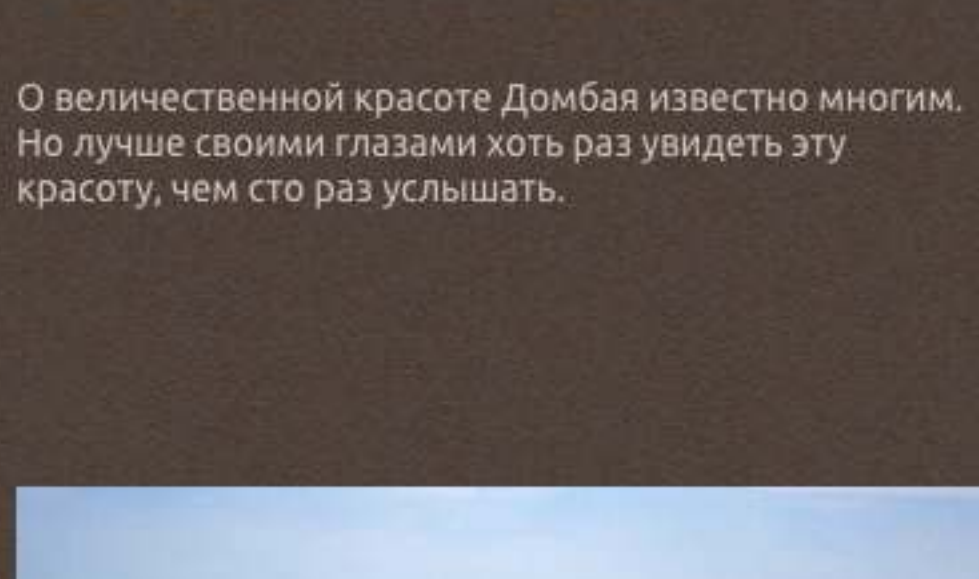 О величественной красоте Домбая известно многим.
Но лучше своими глазами хоть раз увидеть эту
красоту, чем сто раз услышать.